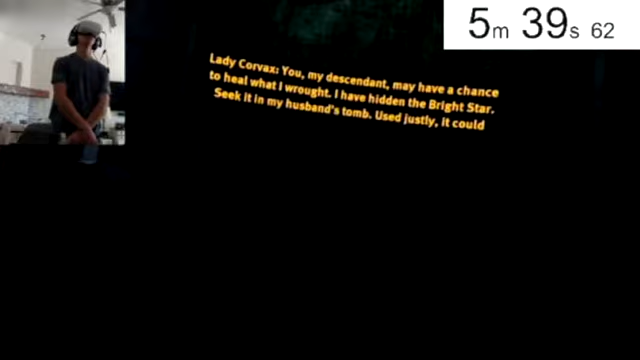 5m 39s 62
Lady Corvax: You, my descendant, may have a chance
to heal what I wrought. I have hidden the Bright Star.
Seek it in my husband's tomb. Used justly, it could